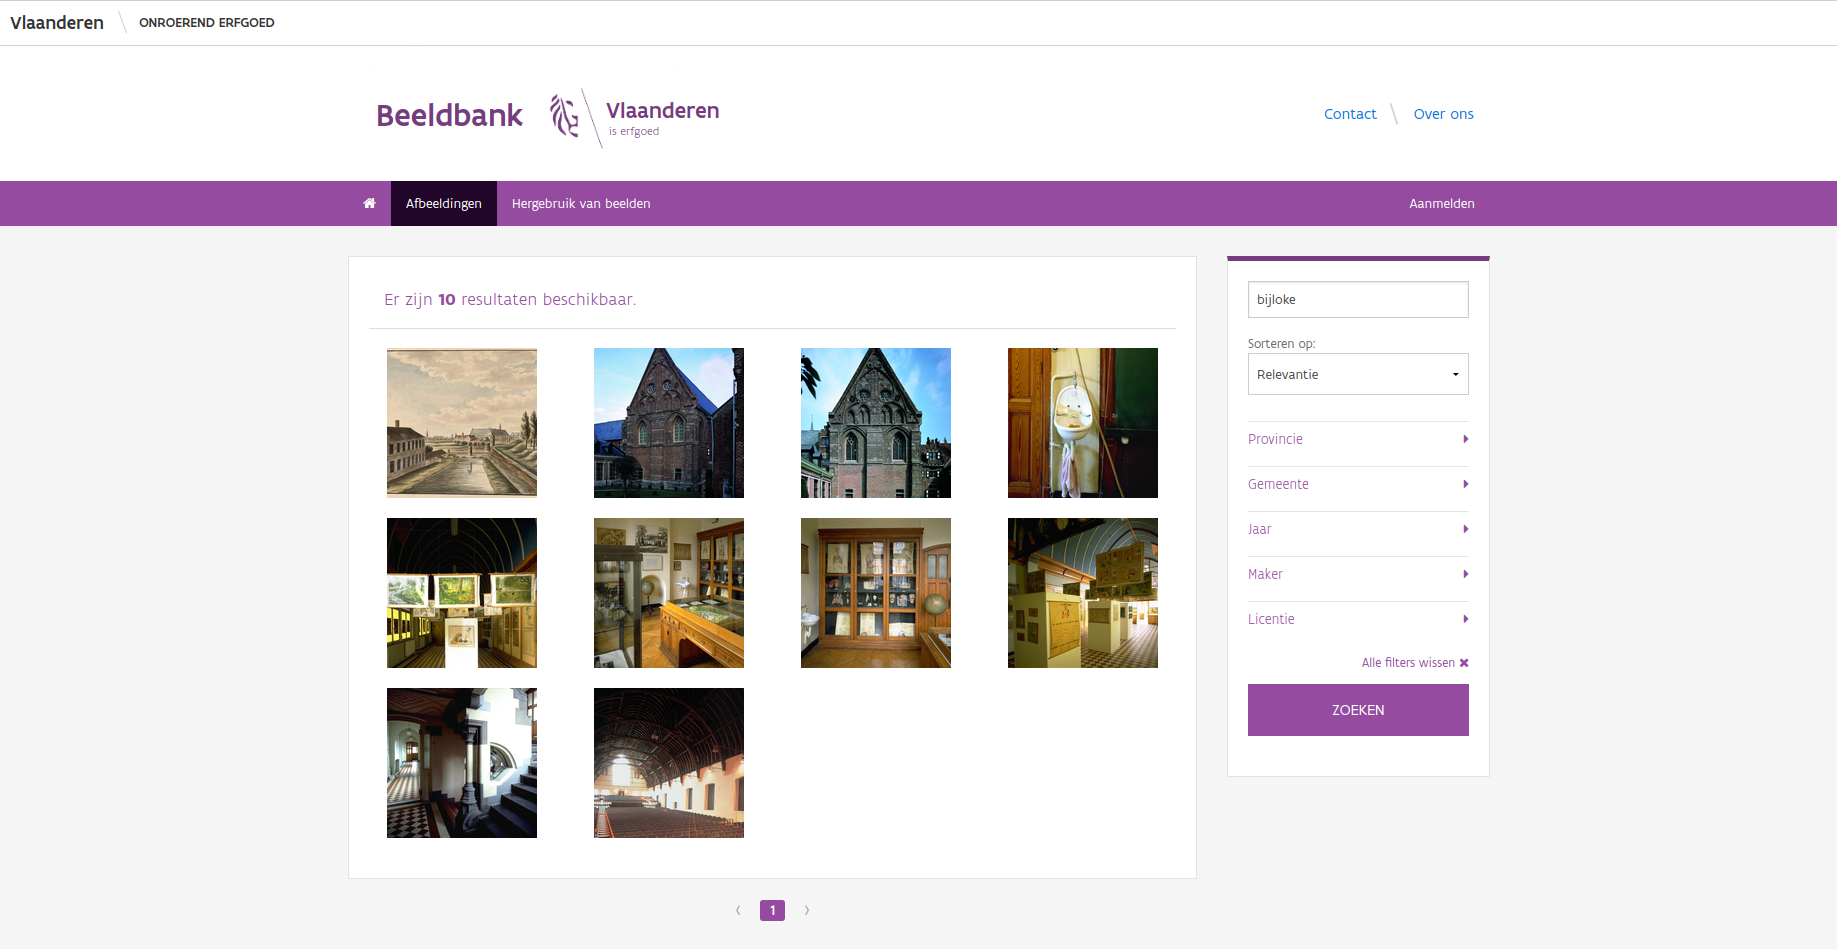 Vlaanderen
ONROEREND ERFGOED
Beeldbank
Vlaanderen
is erfgoed
Contact
Over ons
Afbeeldingen
Hergebruik van beelden
Aanmelden
Er zijn 10 resultaten beschikbaar.
bijloke
Sorteren op:
Relevantie
Provincie
Gemeente
Jaar
Maker
Licentie
Alle filters wissen
ZOEKEN
1